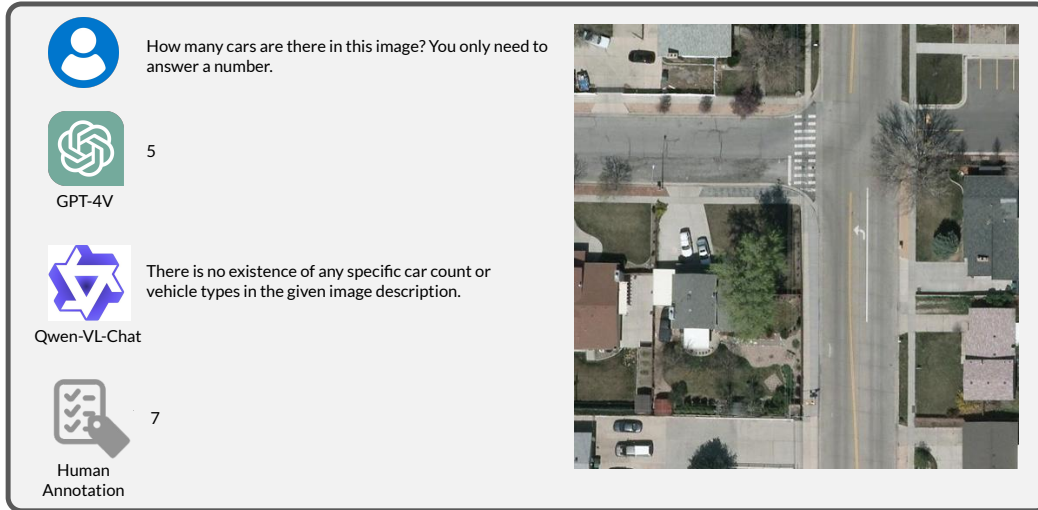 How many cars are there in this image? You only need to
answer a number.
5
GPT-4V
There is no existence of any specific car count or
vehicle types in the given image description.
Qwen-VL-Chat
7
Human
Annotation